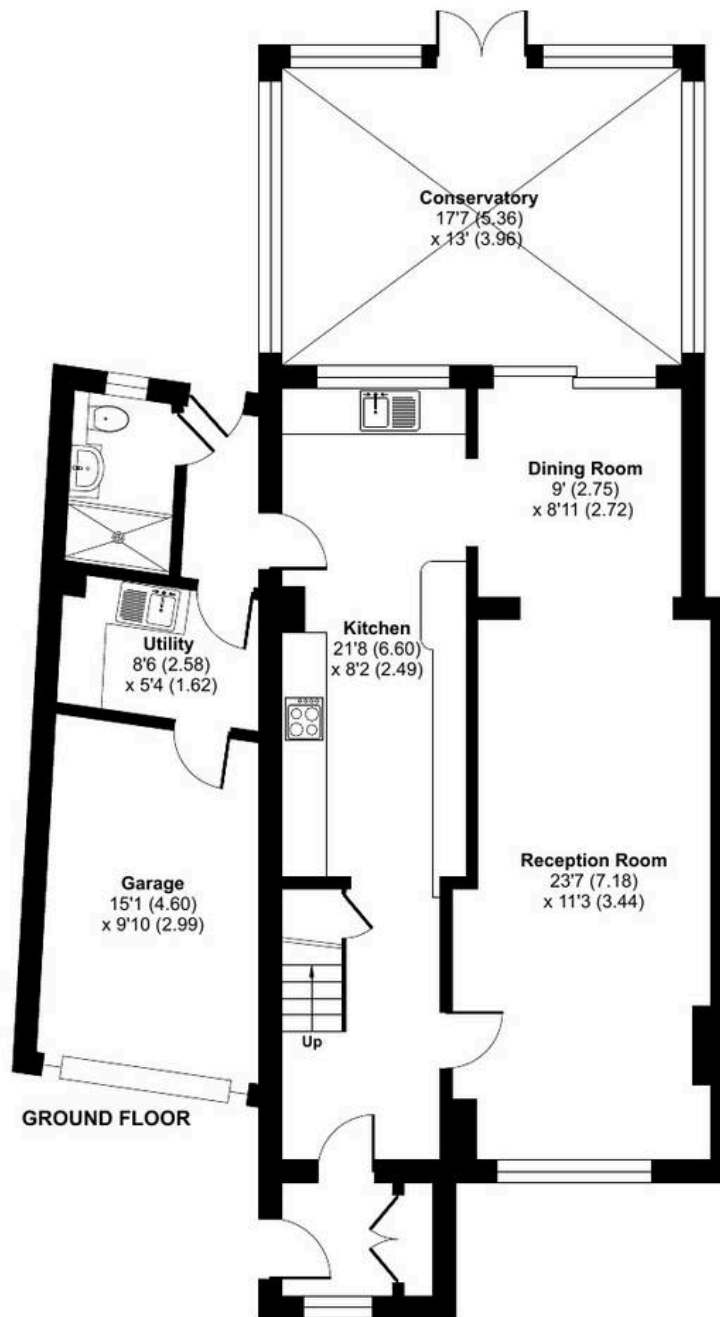 Conservatory
17'7 (5.36)
x 13' (3.96)
Dining Room
9' (2.75)
x 8'11 (2.72)
Kitchen
21'8 (6.60)
x 8'2 (2.49)
Utility
8'6 (2.58)
x 5'4 (1.62)
Reception Room
23'7 (7.18)
x 11'3 (3.44)
Garage
15'1 (4.60)
x 9'10 (2.99)
Up
GROUND FLOOR